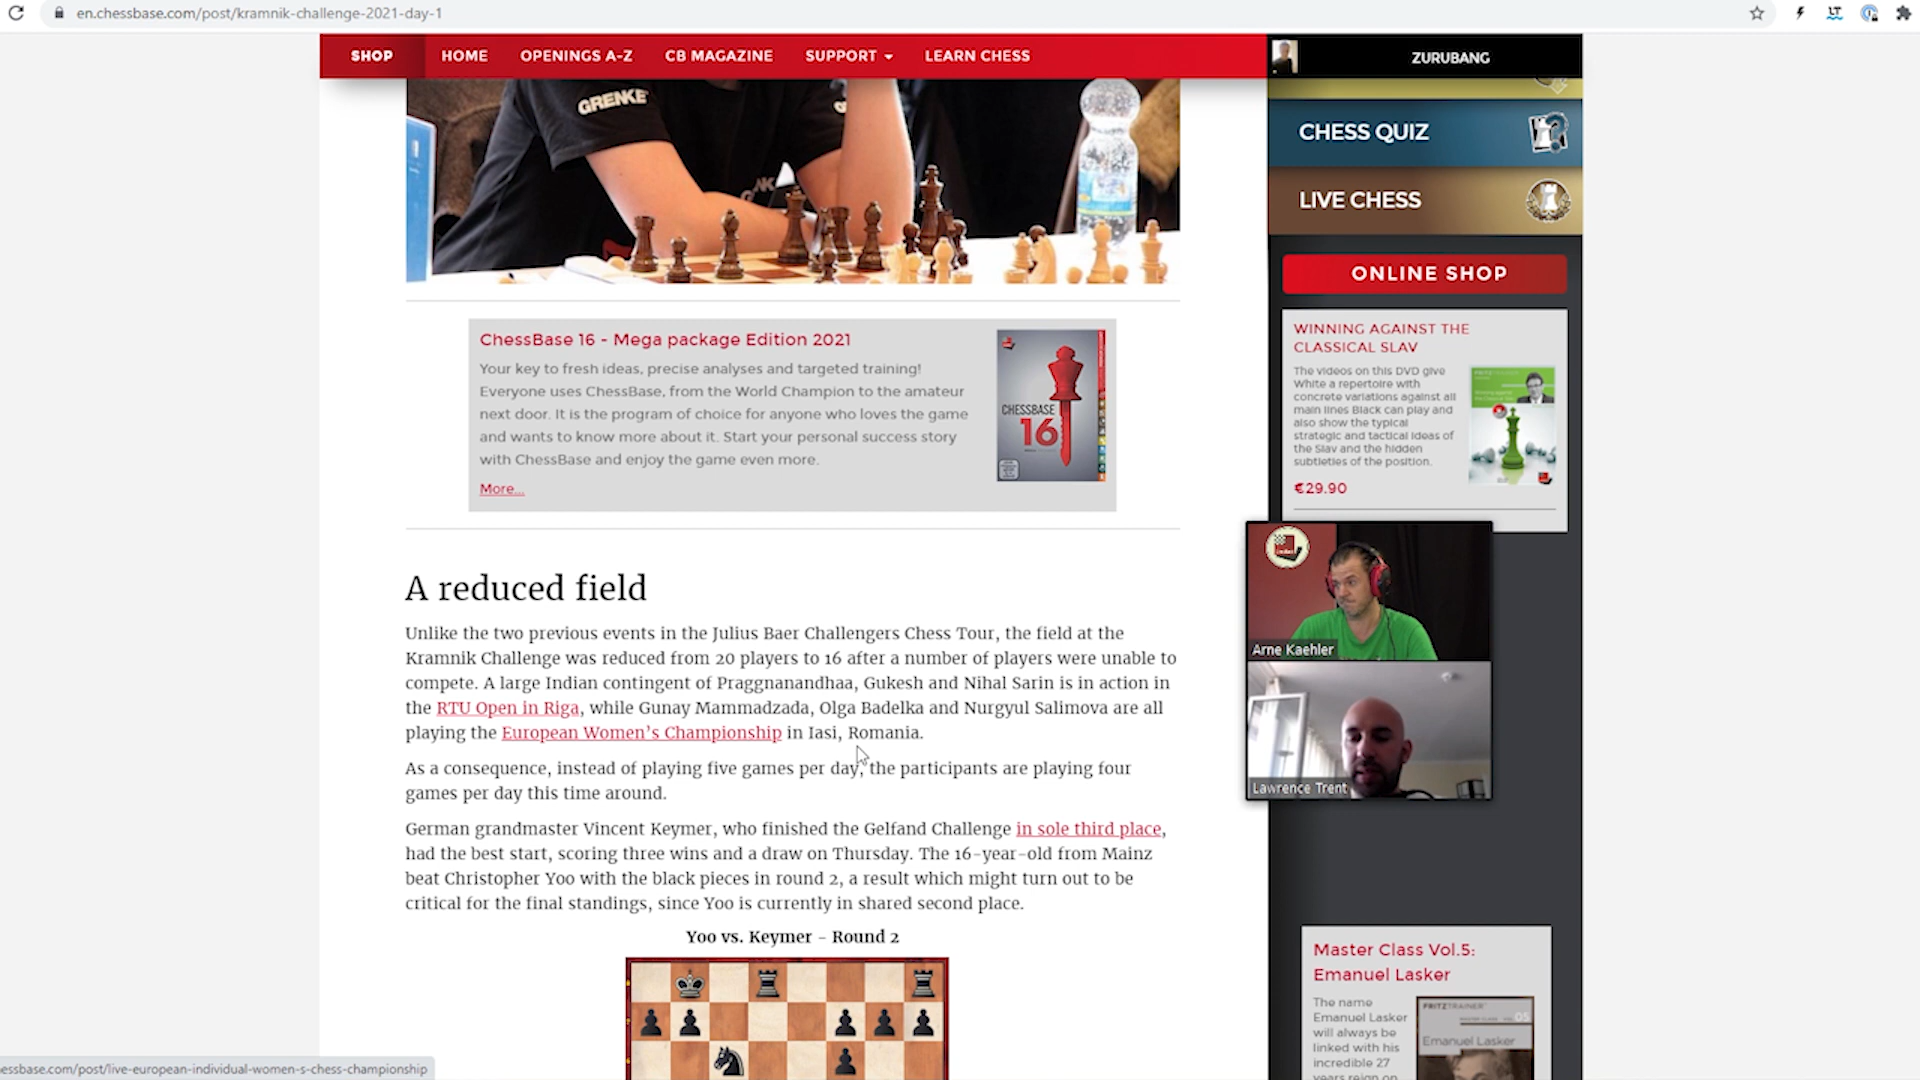 en.chessbase.com/post/kramnik-challenge-2021-day-1
SHOP HOME OPENINGS A-Z CB MAGAZINE SUPPORT LEARN CHESS
ZURUBANG
GRENKE
CHESS QUIZ
LIVE CHESS
ONLINE SHOP
ChessBase 16 - Mega package Edition 2021
Your key to fresh ideas, precise analyses and targeted training!
Everyone uses ChessBase, from the World Champion to the amateur
next door. It is the program of choice for anyone who loves the game
and wants to know more about it. Start your personal success story
with ChessBase and enjoy the game even more.
More...
CHESSBASE
16
WINNING AGAINST THE
CLASSICAL SLAV
The videos on this DVD give
White a repertoire with
concrete variations against all
main lines Black can play and
also show the typical
strategic and tactical ideas of
the Slav and the hidden
subtleties of the position.
€29.90
A reduced field
Unlike the two previous events in the Julius Baer Challengers Chess Tour, the field at the
Kramnik Challenge was reduced from 20 players to 16 after a number of players were unable to
compete. A large Indian contingent of Praggnanandhaa, Gukesh and Nihal Sarin is in action in
the RTU Open in Riga, while Gunay Mammadzada, Olga Badelka and Nurgyul Salimova are all
playing the European Women's Championship in Iasi, Romania.
As a consequence, instead of playing five games per day, the participants are playing four
games per day this time around.
German grandmaster Vincent Keymer, who finished the Gelfand Challenge in sole third place,
had the best start, scoring three wins and a draw on Thursday. The 16-year-old from Mainz
beat Christopher Yoo with the black pieces in round 2, a result which might turn out to be
critical for the final standings, since Yoo is currently in shared second place.
Yoo vs. Keymer – Round 2
Arne Kaehler
Lawrence Trent
Master Class Vol.5:
Emanuel Lasker
The name
Emanuel Lasker
will always be
linked with his
incredible 27
years reign on
FRITZTRAINER
MASTER CLASS VOL 05
Emanuel Lasker
essbase.com/post/live-european-individual-women-s-chess-championship